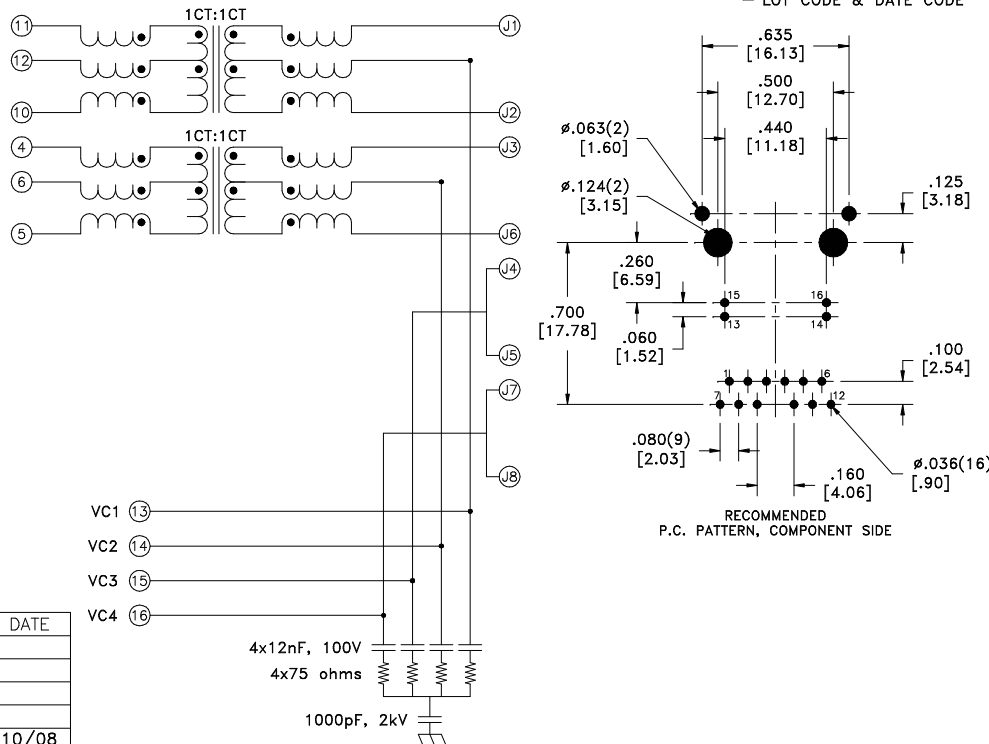 — LOT CODE & DATE CODE
1CT:1CT
11
J1
12
10
J2
1CT:1CT
4
J3
6
5
J6
J4
J5
J7
J8
VC1 13
VC2 14
VC3 15
VC4 16
4x12nF, 100V
4x75 ohms
1000pF, 2kV
DATE
10/08
.635
[16.13]
.500
[12.70]
.440
[11.18]
ø.063(2)
[1.60]
ø.124(2)
[3.15]
.125
[3.18]
.260
[6.59]
.700
[17.78]
.060
[1.52]
15
16
13
14
.100
[2.54]
1
6
7
12
.080(9)
[2.03]
.160
[4.06]
ø.036(16)
[.90]
RECOMMENDED
P.C. PATTERN, COMPONENT SIDE